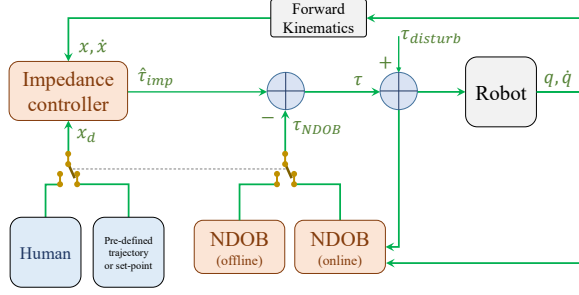 Forward
Kinematics
x, ẋ
τ_disturb
+
Impedance
controller
t̂_imp
τ
Robot
q, q̇
−
τ_NDOB
x_d
Human
Pre-defined
trajectory
or set-point
NDOB
(offline)
NDOB
(online)